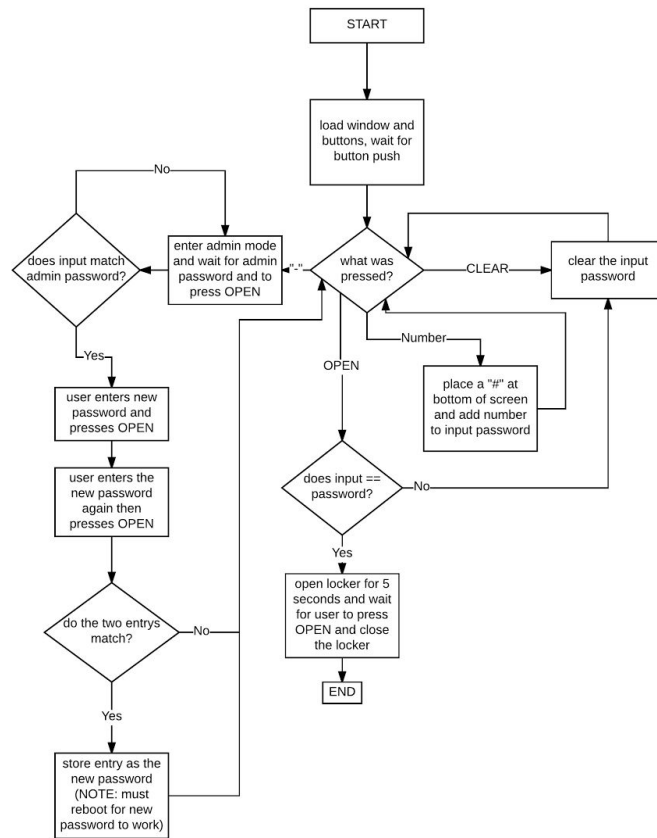 START
load window and
buttons, wait for
button push
No
does input match
admin password?
enter admin mode
and wait for admin
password and to
press OPEN
"-"
what was
pressed?
CLEAR
clear the input
password
Number
OPEN
Yes
place a "#" at
bottom of screen
and add number
to input password
user enters new
password and
presses OPEN
user enters the
new password
again then
presses OPEN
does input ==
password?
No
Yes
open locker for 5
seconds and wait
for user to press
OPEN and close
the locker
do the two entrys
match?
No
END
Yes
store entry as the
new password
(NOTE: must
reboot for new
password to work)